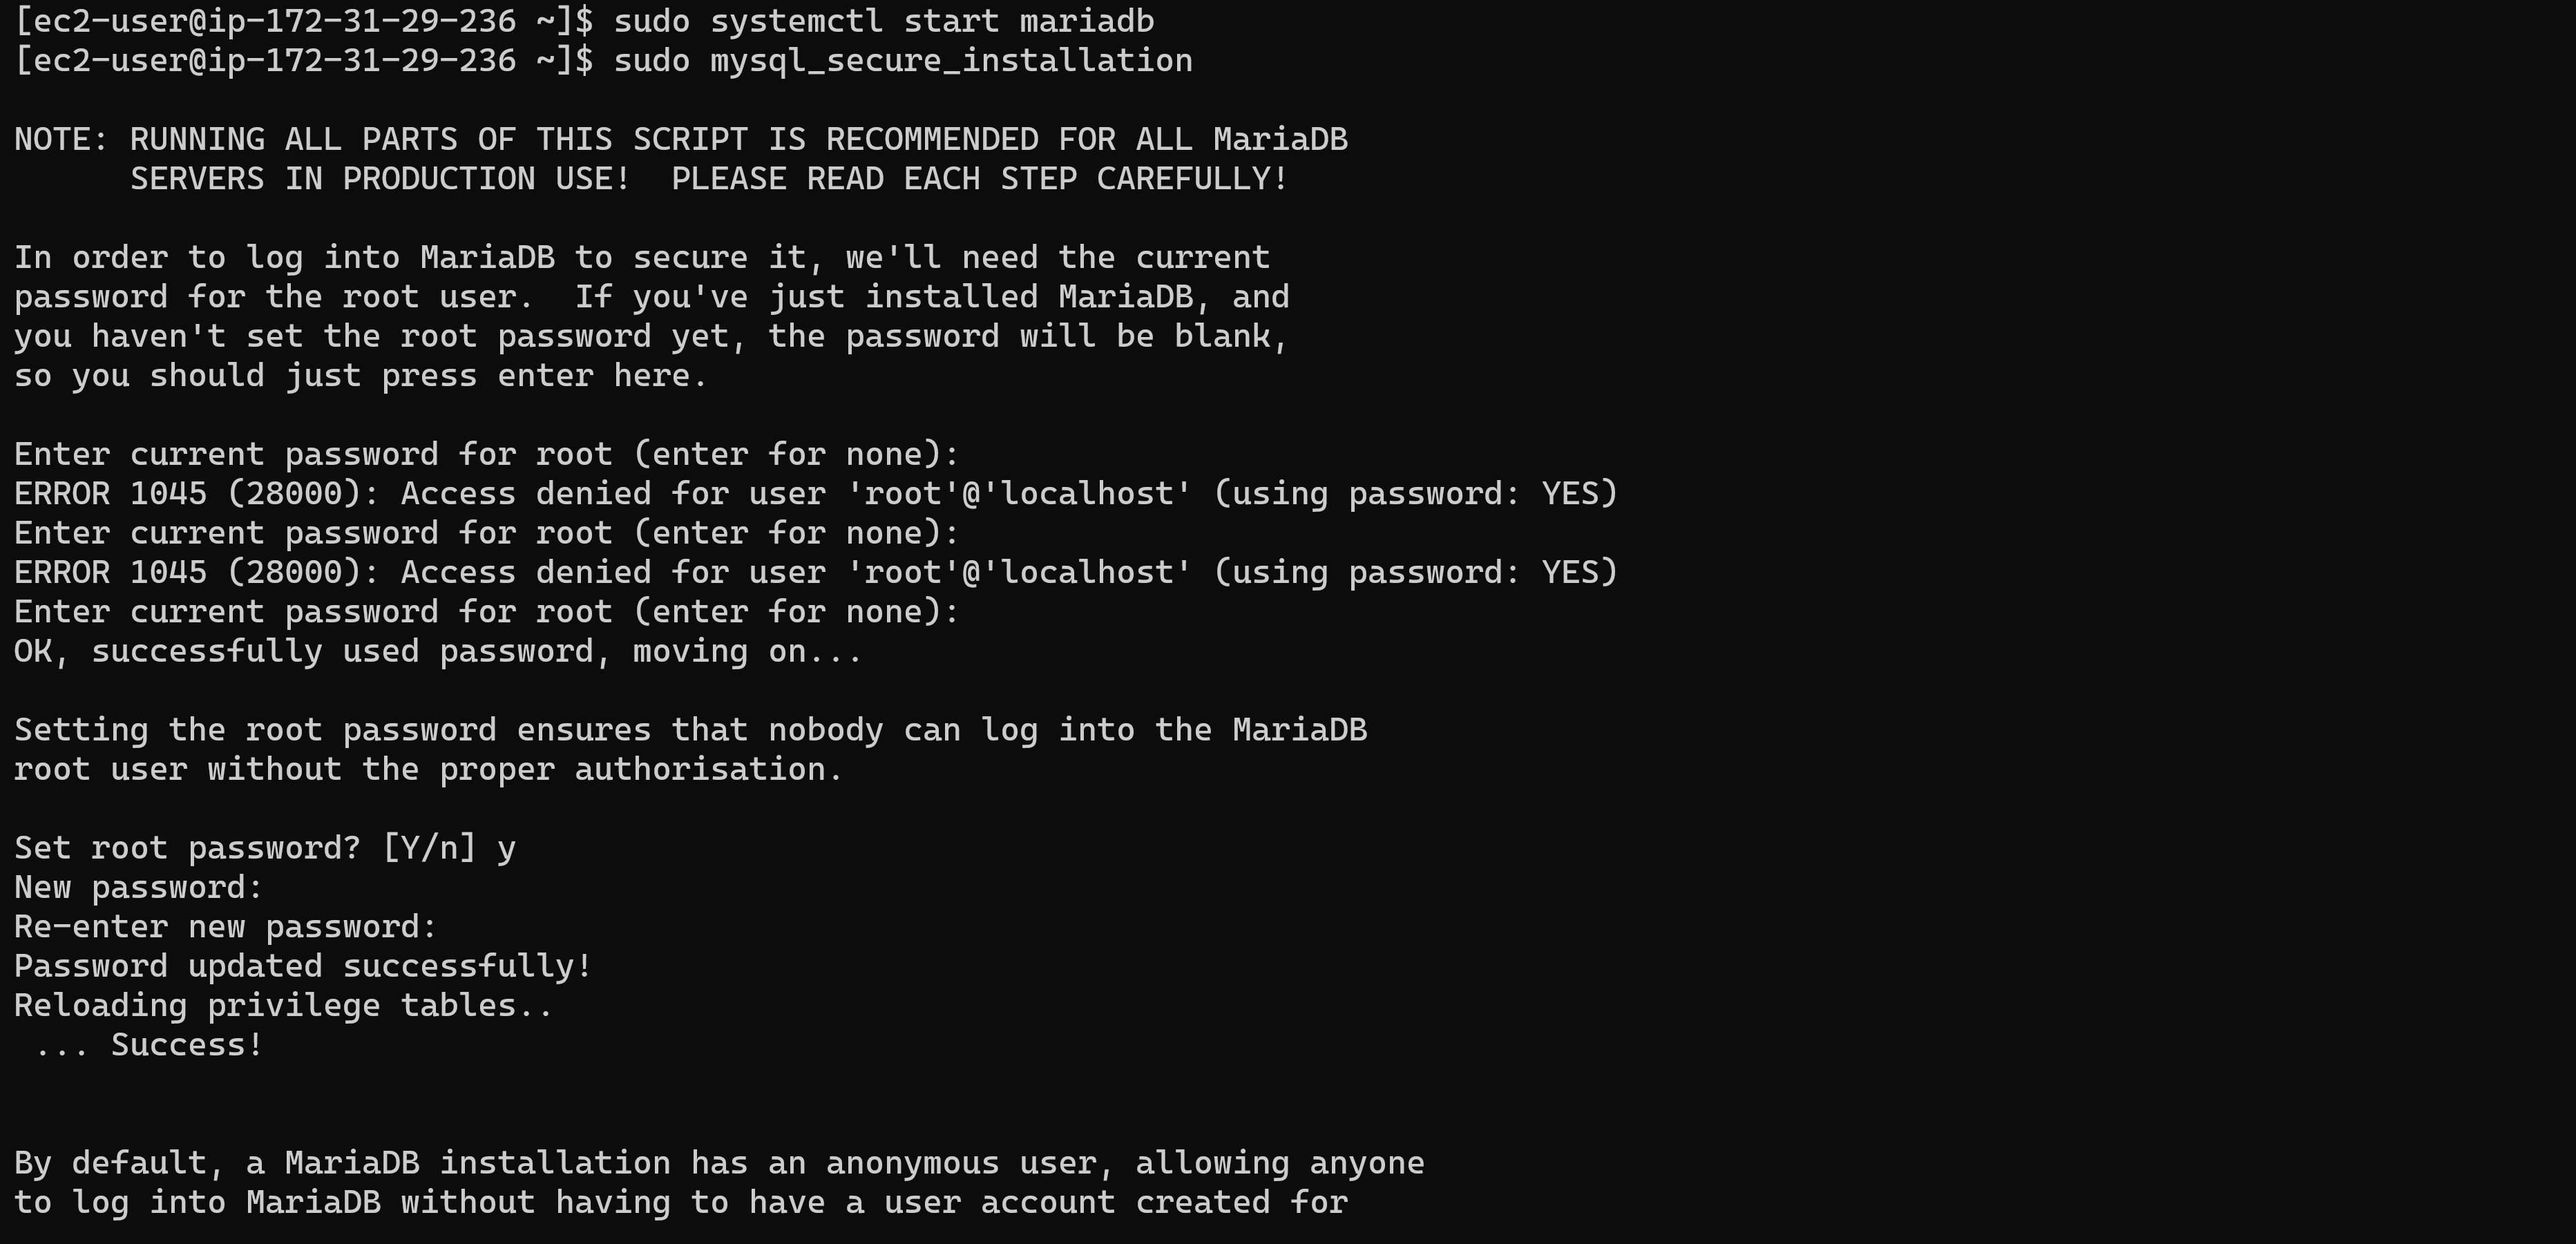 [ec2-user@ip-172-31-29-236 ~]$ sudo systemctl start mariadb
[ec2-user@ip-172-31-29-236 ~]$ sudo mysql_secure_installation
NOTE: RUNNING ALL PARTS OF THIS SCRIPT IS RECOMMENDED FOR ALL MariaDB
      SERVERS IN PRODUCTION USE!  PLEASE READ EACH STEP CAREFULLY!
In order to log into MariaDB to secure it, we'll need the current
password for the root user.  If you've just installed MariaDB, and
you haven't set the root password yet, the password will be blank,
so you should just press enter here.
Enter current password for root (enter for none):
ERROR 1045 (28000): Access denied for user 'root'@'localhost' (using password: YES)
Enter current password for root (enter for none):
ERROR 1045 (28000): Access denied for user 'root'@'localhost' (using password: YES)
Enter current password for root (enter for none):
OK, successfully used password, moving on...
Setting the root password ensures that nobody can log into the MariaDB
root user without the proper authorisation.
Set root password? [Y/n] y
New password:
Re-enter new password:
Password updated successfully!
Reloading privilege tables..
 ... Success!
By default, a MariaDB installation has an anonymous user, allowing anyone
to log into MariaDB without having to have a user account created for